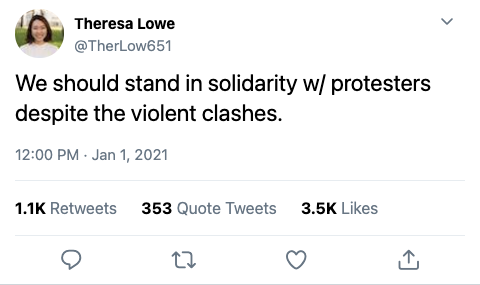 Theresa Lowe
@TherLow651
We should stand in solidarity w/ protesters
despite the violent clashes.
12:00 PM · Jan 1, 2021
1.1K Retweets 353 Quote Tweets 3.5K Likes